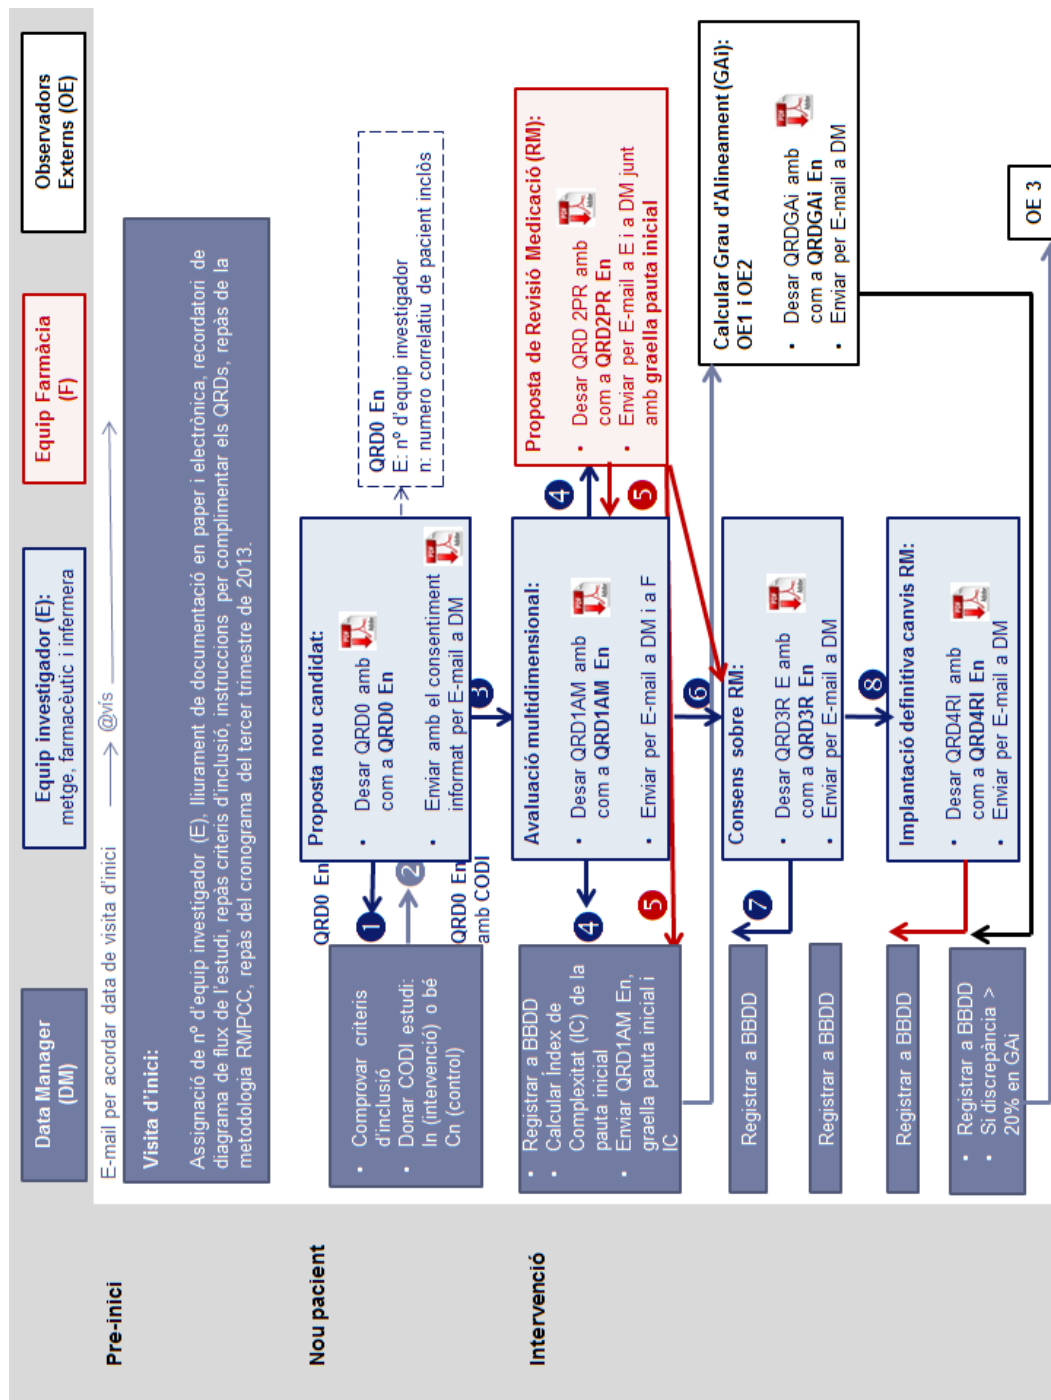 Data Manager
(DM)
Equip investigador (E):
metge, farmacèutic i infermera
Equip Farmàcia
(F)
Observadors
Externs (OE)
Pre-inici
E-mail per acordar data de visita d'inici
@vís
Visita d'inici:
Assignació de nº d'equip investigador (E), lliurament de documentació en paper i electrònica, recordatori de
diagrama de flux de l'estudi, repàs criteris d'inclusió, instruccions per complimentar els QRDs, repàs de la
metodologia RMPCC, repàs del cronograma del tercer trimestre de 2013.
Nou pacient
• Comprovar criteris
d'inclusió
• Donar CODI estudi:
In (intervenció) o bé
Cn (control)
QRD0 En
1
2
QRD0 En
amb CODI
Proposta nou candidat:
• Desar QRD0 amb
com a QRD0 En
• Enviar amb el consentiment
informat per E-mail a DM
QRD0 En
E: nº d'equip investigador
n: numero correlatiu de pacient inclòs
3
Intervenció
• Registrar a BBDD
• Calcular Índex de
Complexitat (IC) de la
pauta inicial
• Enviar QRD1AM En,
graella pauta inicial i
IC
4
5
Avaluació multidimensional:
• Desar QRD1AM amb
com a QRD1AM En
• Enviar per E-mail a DM i a F
4
5
Proposta de Revisió Medicació (RM):
• Desar QRD 2PR amb
com a QRD2PR En
• Enviar per E-mail a E i a DM junt
amb graella pauta inicial
6
Registrar a BBDD
7
Consens sobre RM:
• Desar QRD3R E amb
com a QRD3R En
• Enviar per E-mail a DM
Calcular Grau d'Alineament (GAi):
OE1 i OE2
• Desar QRDGAi amb
com a QRDGAi En
• Enviar per E-mail a DM
Registrar a BBDD
8
Registrar a BBDD
Implantació definitiva canvis RM:
• Desar QRD4RI amb
com a QRD4RI En
• Enviar per E-mail a DM
• Registrar a BBDD
• Si discrepància >
20% en GAi
OE 3